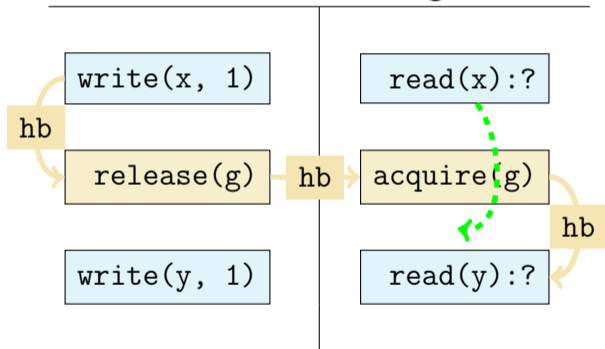 write(x, 1) read(x):?
hb
release(g) hb acquire(g)
hb
write(y, 1) read(y):?